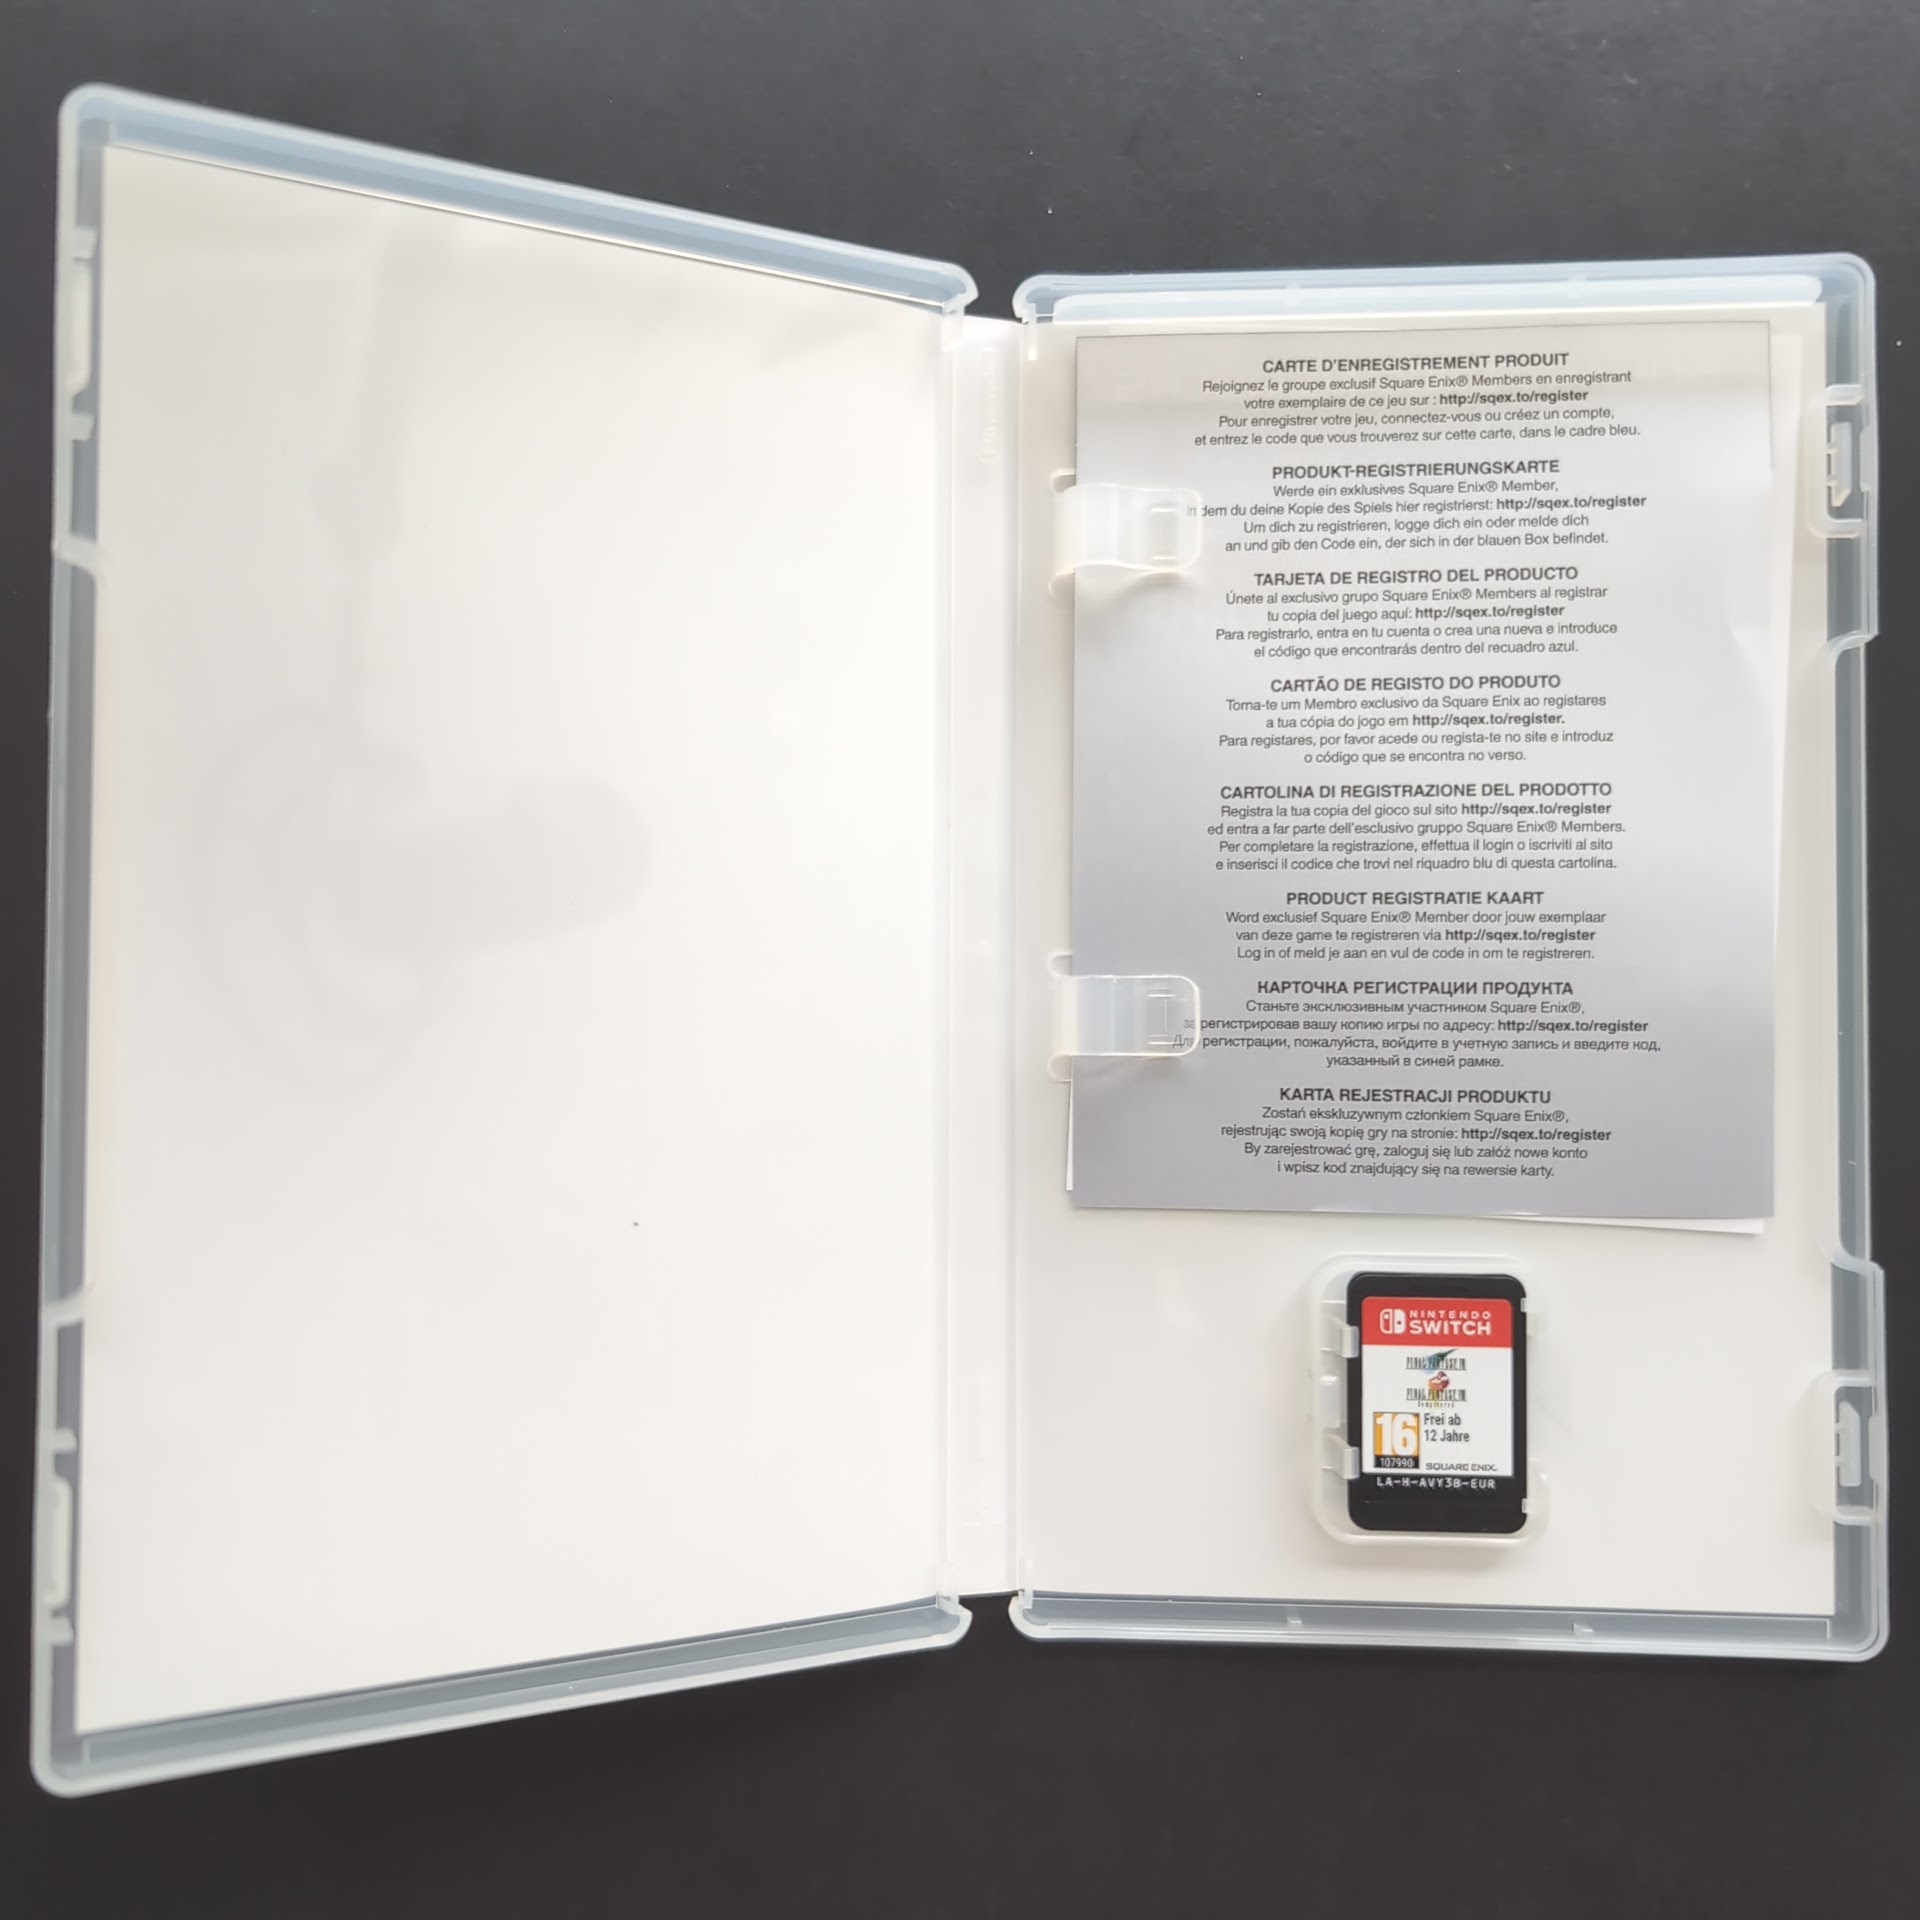 CARTE D'ENREGISTREMENT PRODUIT
Rejoignez le groupe exclusif Square Enix® Members en enregistrant
votre exemplaire de ce jeu sur : http://sqex.to/register
Pour enregistrer votre jeu, connectez-vous ou créez un compte,
et entrez le code que vous trouverez sur cette carte, dans le cadre bleu.
PRODUKT-REGISTRIERUNGSKARTE
Werde ein exklusives Square Enix® Member,
indem du deine Kopie des Spiels hier registrierst: http://sqex.to/register
Um dich zu registrieren, logge dich ein oder melde dich
an und gib den Code ein, der sich in der blauen Box befindet.
TARJETA DE REGISTRO DEL PRODUCTO
Únete al exclusivo grupo Square Enix® Members al registrar
tu copia del juego aquí: http://sqex.to/register
Para registrarlo, entra en tu cuenta o crea una nueva e introduce
el código que encontrarás dentro del recuadro azul.
CARTÃO DE REGISTO DO PRODUTO
Torna-te um Membro exclusivo da Square Enix ao registares
a tua cópia do jogo em http://sqex.to/register.
Para registares, por favor acede ou regista-te no site e introduz
o código que se encontra no verso.
CARTOLINA DI REGISTRAZIONE DEL PRODOTTO
Registra la tua copia del gioco sul sito http://sqex.to/register
ed entra a far parte dell'esclusivo gruppo Square Enix® Members.
Per completare la registrazione, effettua il login o iscriviti al sito
e inserisci il codice che trovi nel riquadro blu di questa cartolina.
PRODUCT REGISTRATIE KAART
Word exclusief Square Enix® Member door jouw exemplaar
van deze game te registreren via http://sqex.to/register
Log in of meld je aan en vul de code in om te registreren.
КАРТОЧКА РЕГИСТРАЦИИ ПРОДУКТА
Станьте эксклюзивным участником Square Enix®,
зарегистрировав вашу копию игры по адресу: http://sqex.to/register
Для регистрации, пожалуйста, войдите в учетную запись и введите код,
указанный в синей рамке.
KARTA REJESTRACJI PRODUKTU
Zostań ekskluzywnym członkiem Square Enix®,
rejestrując swoją kopię gry na stronie: http://sqex.to/register
By zarejestrować grę, zaloguj się lub załóż nowe konto
i wpisz kod znajdujący się na rewersie karty.
NINTENDO
SWITCH
FINAL FANTASY VII
FINAL FANTASY VIII
Remastered
16
Frei ab
12 Jahre
107990
SQUARE ENIX.
LA-H-AVY3B-EUR